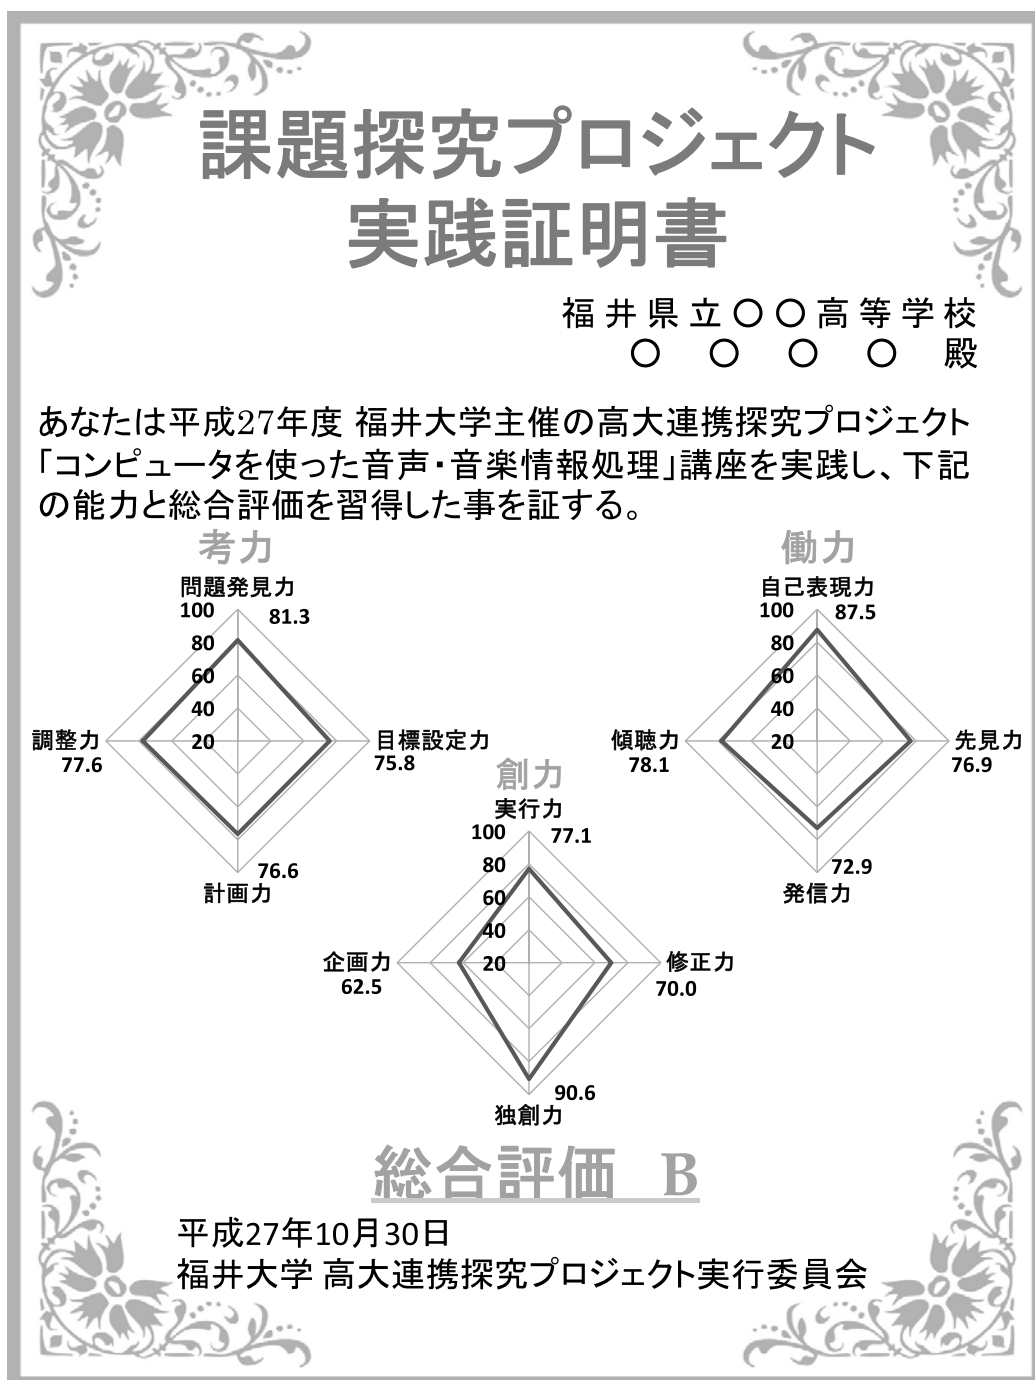 課題探究プロジェクト
実践証明書
福井県立〇〇高等学校
〇 〇 〇 〇 殿
あなたは平成27年度 福井大学主催の高大連携探究プロジェクト
「コンピュータを使った音声・音楽情報処理」講座を実践し、下記
の能力と総合評価を習得した事を証する。
考力
問題発見力
81.3
100
80
60
40
20
調整力
77.6
目標設定力
75.8
76.6
計画力
働力
自己表現力
87.5
100
80
60
40
20
傾聴力
78.1
先見力
76.9
72.9
発信力
創力
実行力
77.1
100
80
60
40
20
企画力
62.5
修正力
70.0
90.6
独創力
総合評価 B
平成27年10月30日
福井大学 高大連携探究プロジェクト実行委員会